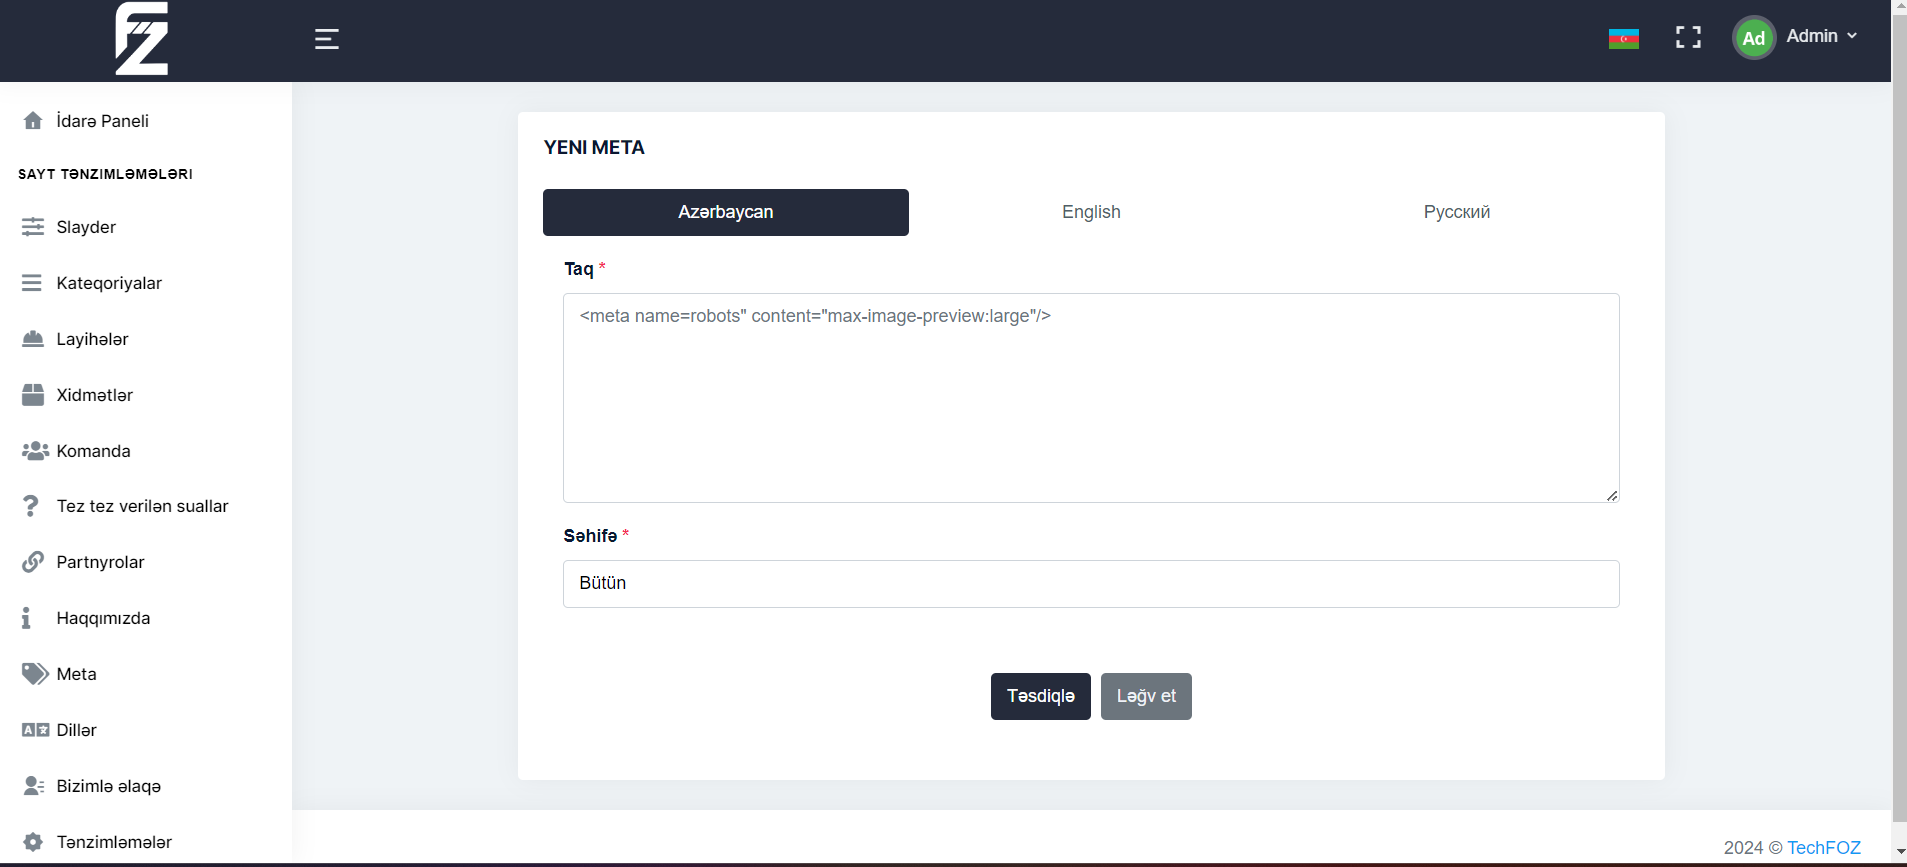 FZ
Ad
Admin
İdarə Paneli
SAYT TƏNZIMLƏMƏLƏRI
Slayder
Kateqoriyalar
Layihələr
Xidmətlər
Komanda
Tez tez verilən suallar
Partnyrolar
Haqqımızda
Meta
Dillər
Bizimlə əlaqə
Tənzimləmələr
YENI META
Azərbaycan
English
Русский
Taq *
<meta name=robots" content="max-image-preview:large"/>
Səhifə *
Bütün
Təsdiqlə
Ləğv et
2024 © TechFOZ